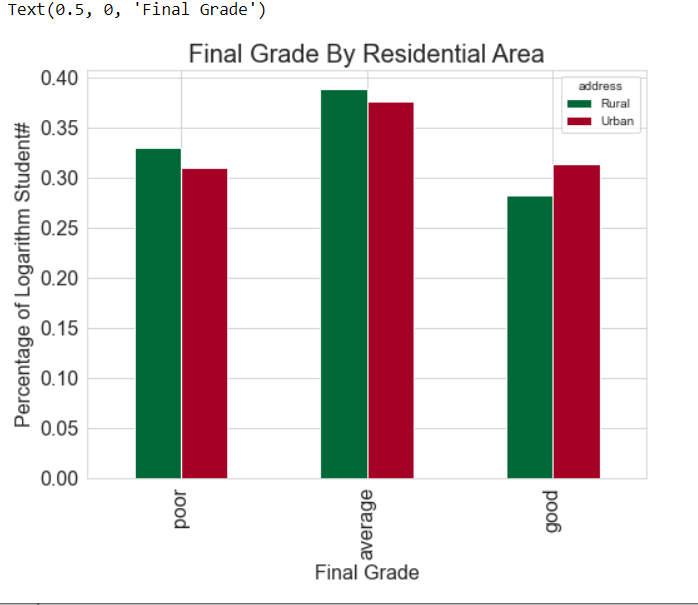 Text(0.5, 0, 'Final Grade')
Final Grade By Residential Area
address
Rural
Urban
Percentage of Logarithm Student#
0.40
0.35
0.30
0.25
0.20
0.15
0.10
0.05
0.00
poor
average
good
Final Grade